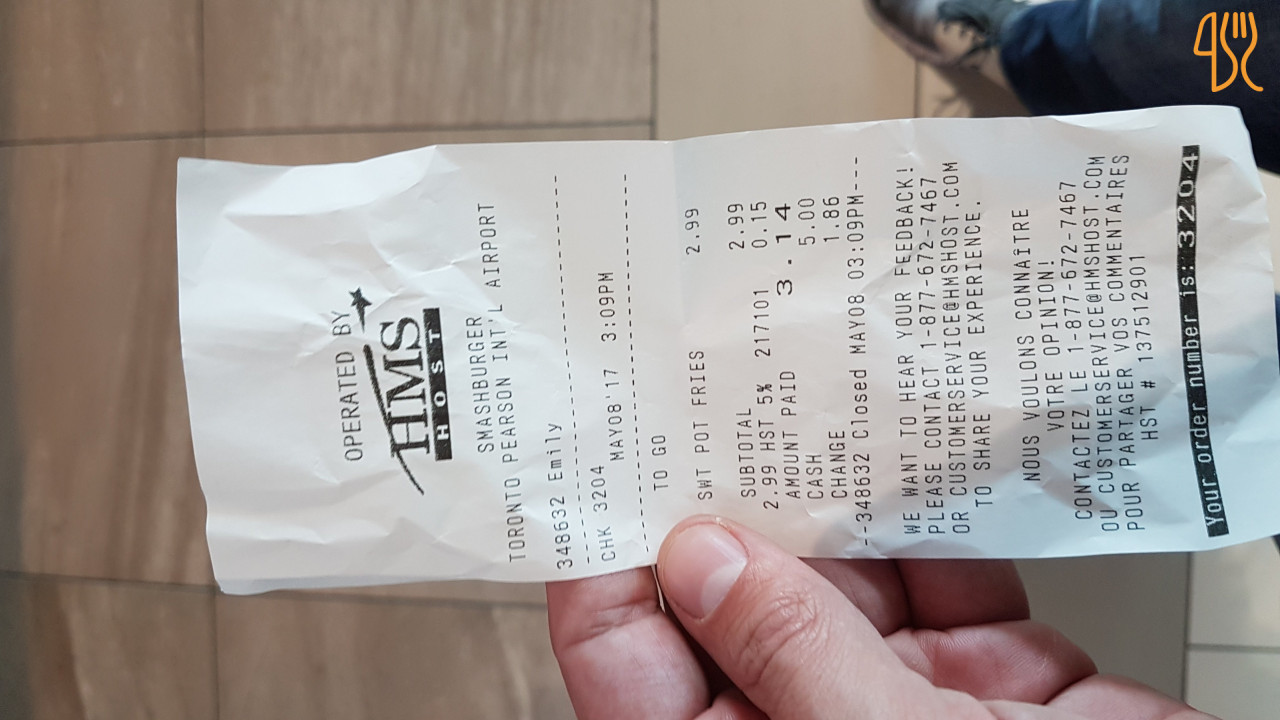 OPERATED BY
HMS
HOST
SMASHBURGER
TORONTO PEARSON INT'L AIRPORT
348632 Emily
--------------------------------
CHK 3204
MAY08'17 3:09PM
--------------------------------
TO GO
SWT POT FRIES 2.99
SUBTOTAL 2.99
2.99 HST 5% 217101 0.15
AMOUNT PAID 3.14
CASH 5.00
CHANGE 1.86
--348632 Closed MAY08 03:09PM---
WE WANT TO HEAR YOUR FEEDBACK!
PLEASE CONTACT 1-877-672-7467
OR CUSTOMERSERVICE@HMSHOST.COM
TO SHARE YOUR EXPERIENCE.
NOUS VOULONS CONNAÎTRE
VOTRE OPINION!
CONTACTEZ LE 1-877-672-7467
OU CUSTOMERSERVICE@HMSHOST.COM
POUR PARTAGER VOS COMMENTAIRES
HST # 137512901
Your order number is: 3204